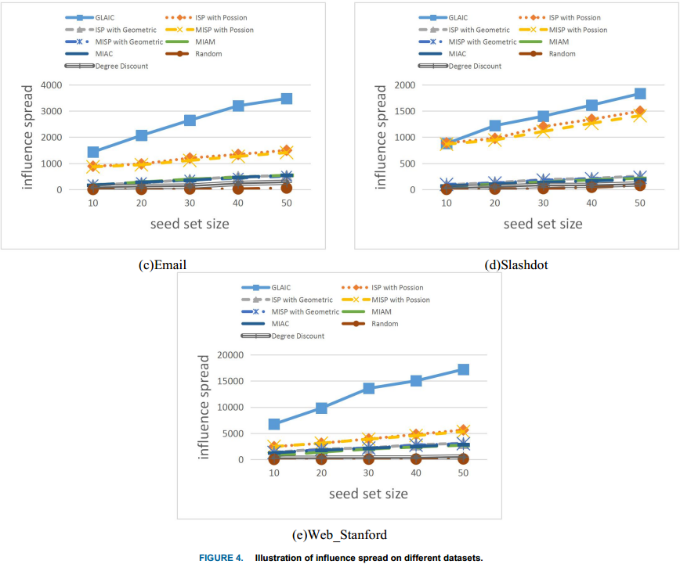 GLAIC
ISP with Possion
ISP with Geometric
MISP with Possion
MISP with Geometric
MIAM
MIAC
Random
Degree Discount
influence spread
4000
3000
2000
1000
0
10 20 30 40 50
seed set size
(c)Email
GLAIC
ISP with Possion
ISP with Geometric
MISP with Possion
MISP with Geometric
MIAM
MIAC
Random
Degree Discount
influence spread
2000
1500
1000
500
0
10 20 30 40 50
seed set size
(d)Slashdot
GLAIC
ISP with Possion
ISP with Geometric
MISP with Possion
MISP with Geometric
MIAM
MIAC
Random
Degree Discount
influence spread
20000
15000
10000
5000
0
10 20 30 40 50
seed set size
(e)Web_Stanford
FIGURE 4. Illustration of influence spread on different datasets.